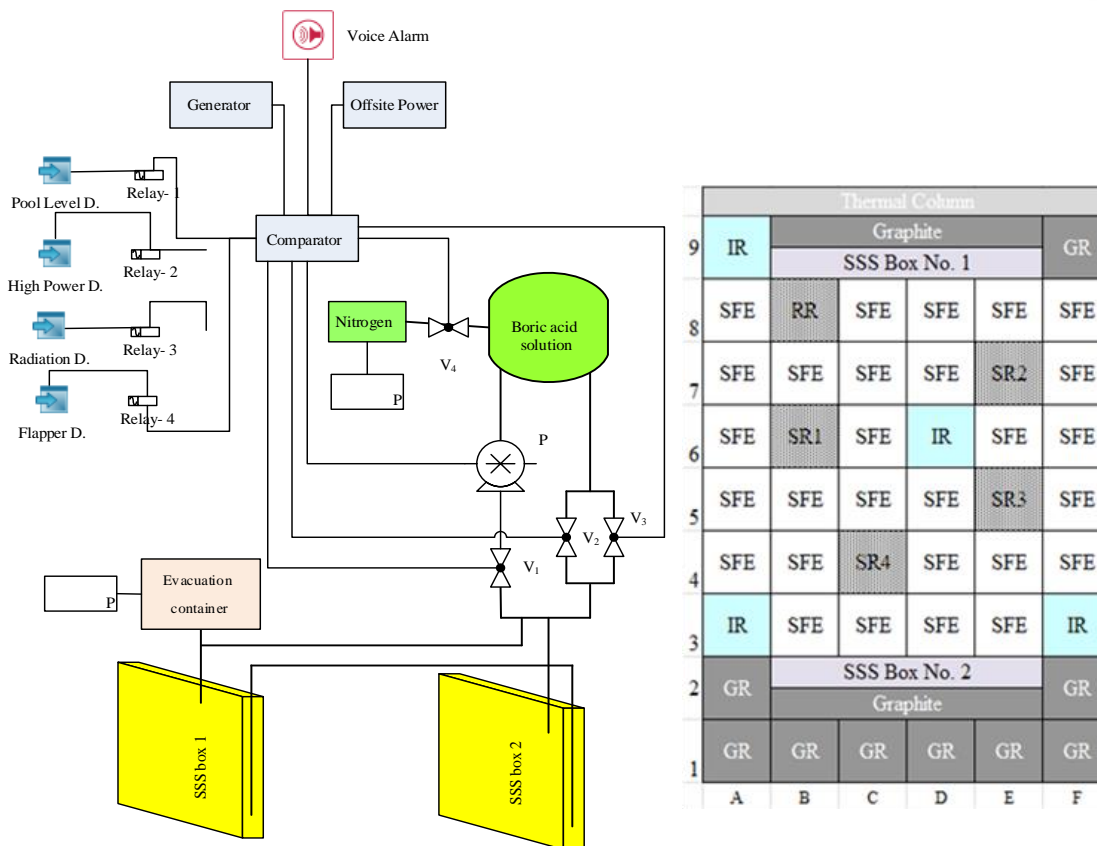 Voice Alarm
Generator
Offsite Power
Pool Level D.
Relay- 1
High Power D.
Relay- 2
Radiation D.
Relay- 3
Flapper D.
Relay- 4
Comparator
Nitrogen
V4
P
Boric acid
solution
P
V3
V2
V1
Evacuation
container
P
SSS box 1
SSS box 2
Thermal Column
9 IR Graphite GR
SSS Box No. 1
8 SFE RR SFE SFE SFE SFE
7 SFE SFE SFE SFE SR2 SFE
6 SFE SR1 SFE IR SFE SFE
5 SFE SFE SFE SFE SR3 SFE
4 SFE SFE SR4 SFE SFE SFE
3 IR SFE SFE SFE SFE IR
2 GR SSS Box No. 2 GR
Graphite
1 GR GR GR GR GR GR
A B C D E F